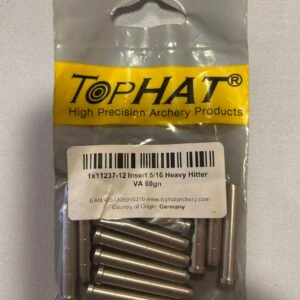 TOPHAT®
High Precision Archery Products
1x11237-12 Insert 5/16 Heavy Hitter
VA 60gn
www.tophatarchery.com
Country of Origin: Germany